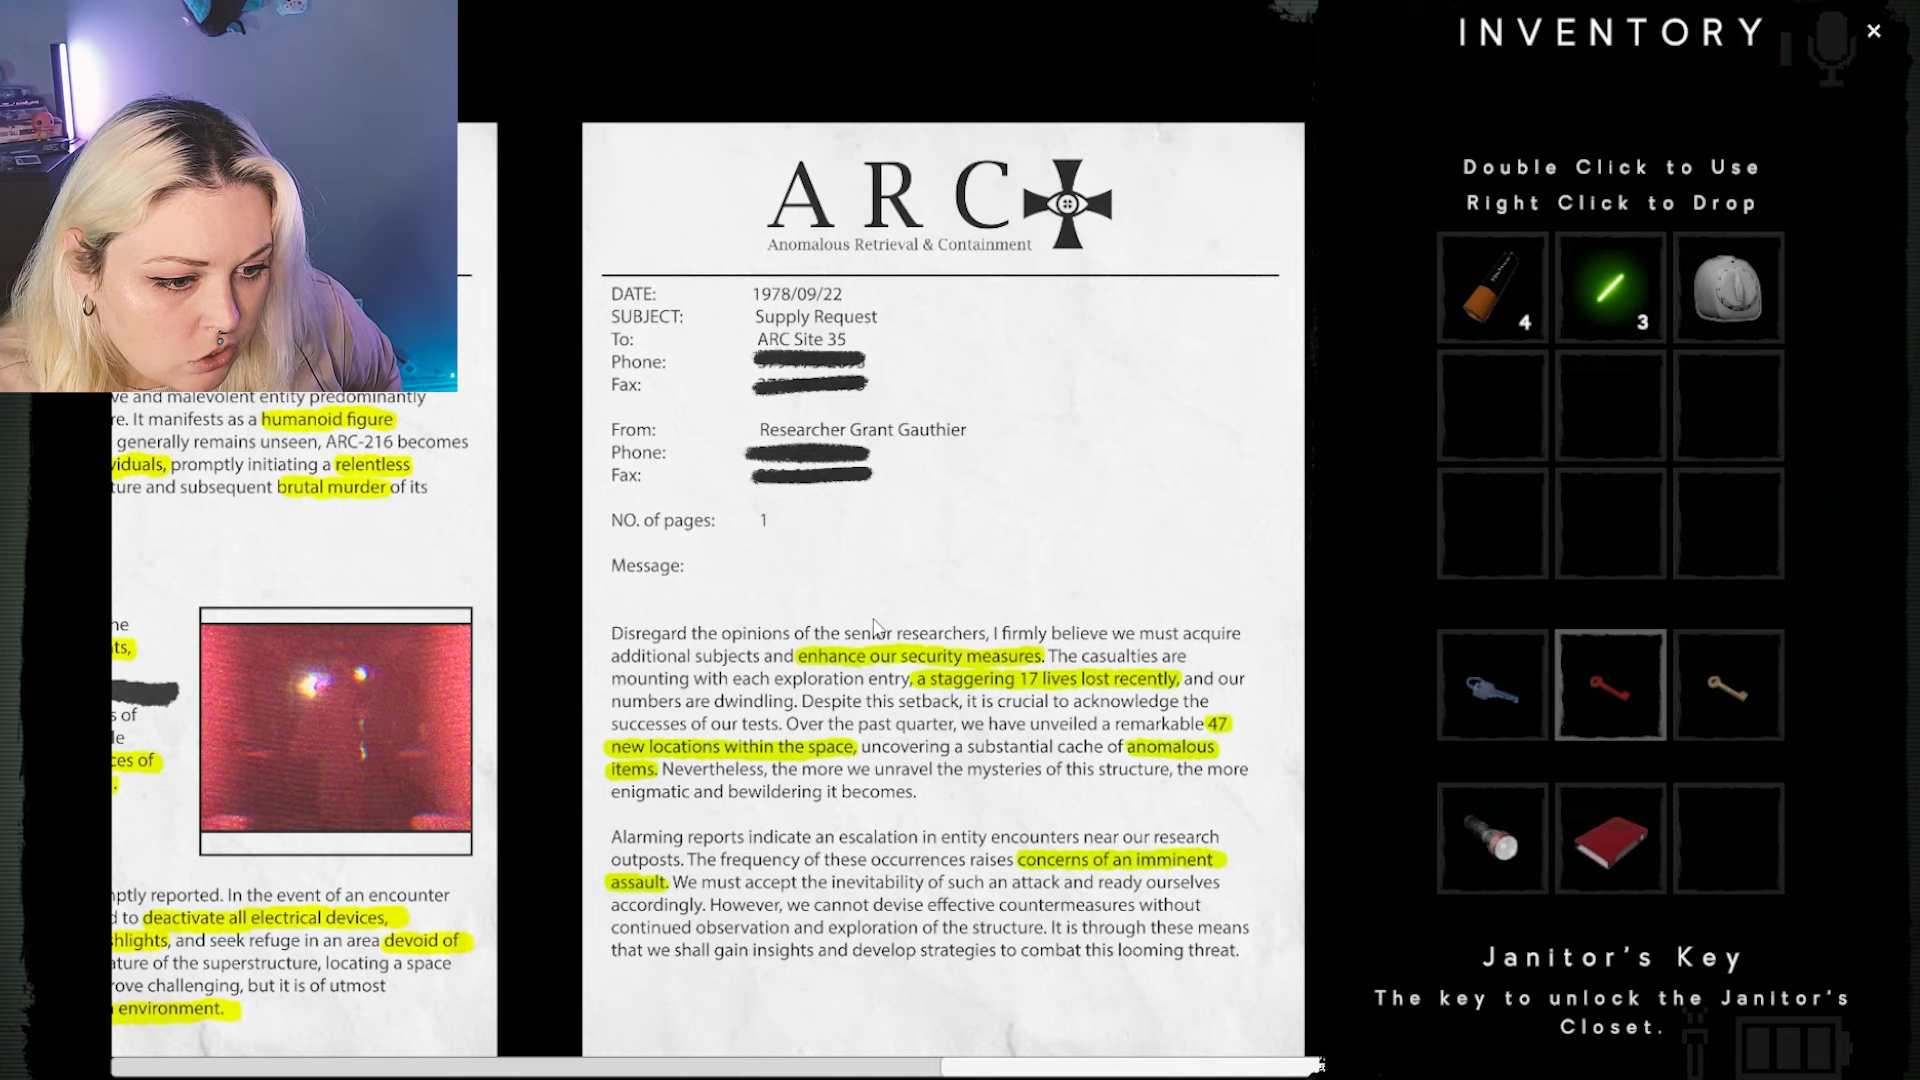 INVENTORY
Double Click to Use
Right Click to Drop
4
3
Janitor's Key
The key to unlock the Janitor's
Closet.
predominantly
It manifests as a humanoid figure
generally remains unseen, ARC-216 becomes
promptly initiating a relentless
and subsequent brutal murder of its
of
reported. In the event of an encounter
to deactivate all electrical devices,
and seek refuge in an area devoid of
of the superstructure, locating a space
challenging, but it is of utmost
environment.
ARC
Anomalous Retrieval & Containment
DATE: 1978/09/22
SUBJECT: Supply Request
To: ARC Site 35
Phone:
Fax:
From: Researcher Grant Gauthier
Phone:
Fax:
NO. of pages: 1
Message:
Disregard the opinions of the senior researchers, I firmly believe we must acquire
additional subjects and enhance our security measures. The casualties are
mounting with each exploration entry, a staggering 17 lives lost recently, and our
numbers are dwindling. Despite this setback, it is crucial to acknowledge the
successes of our tests. Over the past quarter, we have unveiled a remarkable 47
new locations within the space, uncovering a substantial cache of anomalous
items. Nevertheless, the more we unravel the mysteries of this structure, the more
enigmatic and bewildering it becomes.
Alarming reports indicate an escalation in entity encounters near our research
outposts. The frequency of these occurrences raises concerns of an imminent
assault. We must accept the inevitability of such an attack and ready ourselves
accordingly. However, we cannot devise effective countermeasures without
continued observation and exploration of the structure. It is through these means
that we shall gain insights and develop strategies to combat this looming threat.